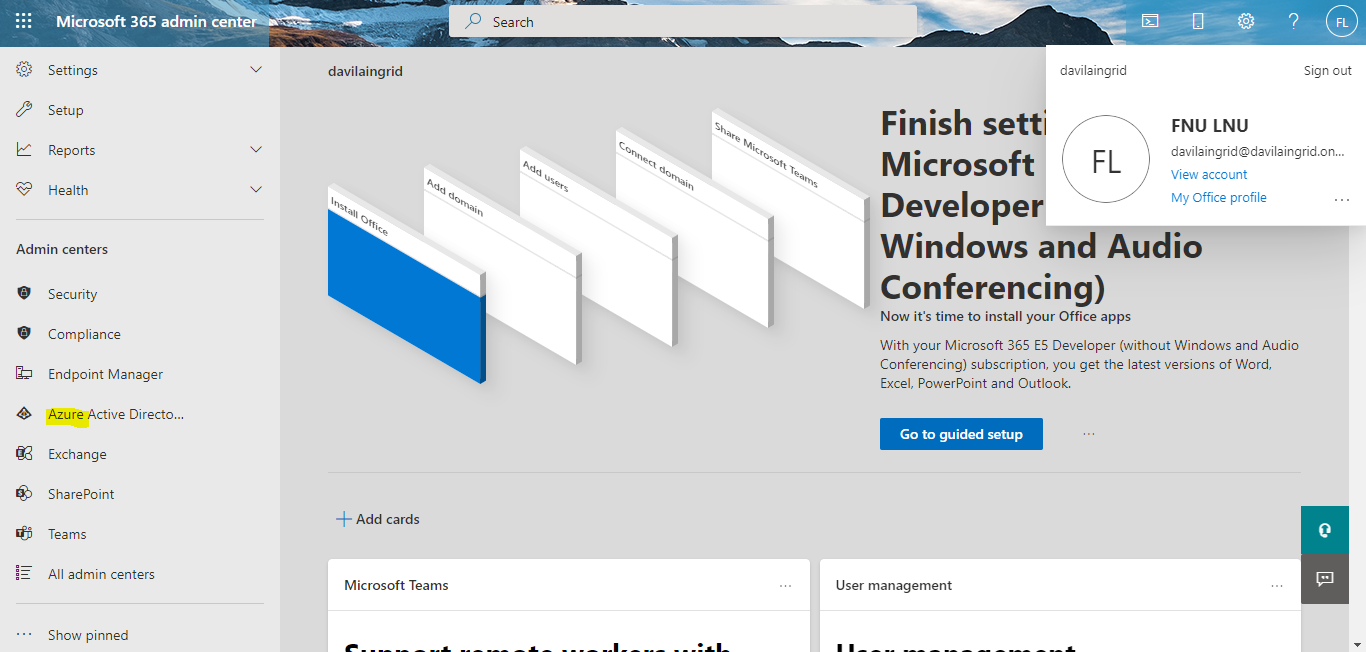 Microsoft 365 admin center
Search
FL
Settings
Setup
Reports
Health
Admin centers
Security
Compliance
Endpoint Manager
Azure Active Directo...
Exchange
SharePoint
Teams
All admin centers
Show pinned
davilaingrid
Install Office
Add domain
Add users
Connect domain
Share Microsoft Teams
Finish setti
Microsoft
Developer
Windows and Audio
Conferencing)
Now it's time to install your Office apps
With your Microsoft 365 E5 Developer (without Windows and Audio
Conferencing) subscription, you get the latest versions of Word,
Excel, PowerPoint and Outlook.
Go to guided setup
davilaingrid
Sign out
FL
FNU LNU
davilaingrid@davilaingrid.on...
View account
My Office profile
Add cards
Microsoft Teams
User management
Support remote workers with
User management